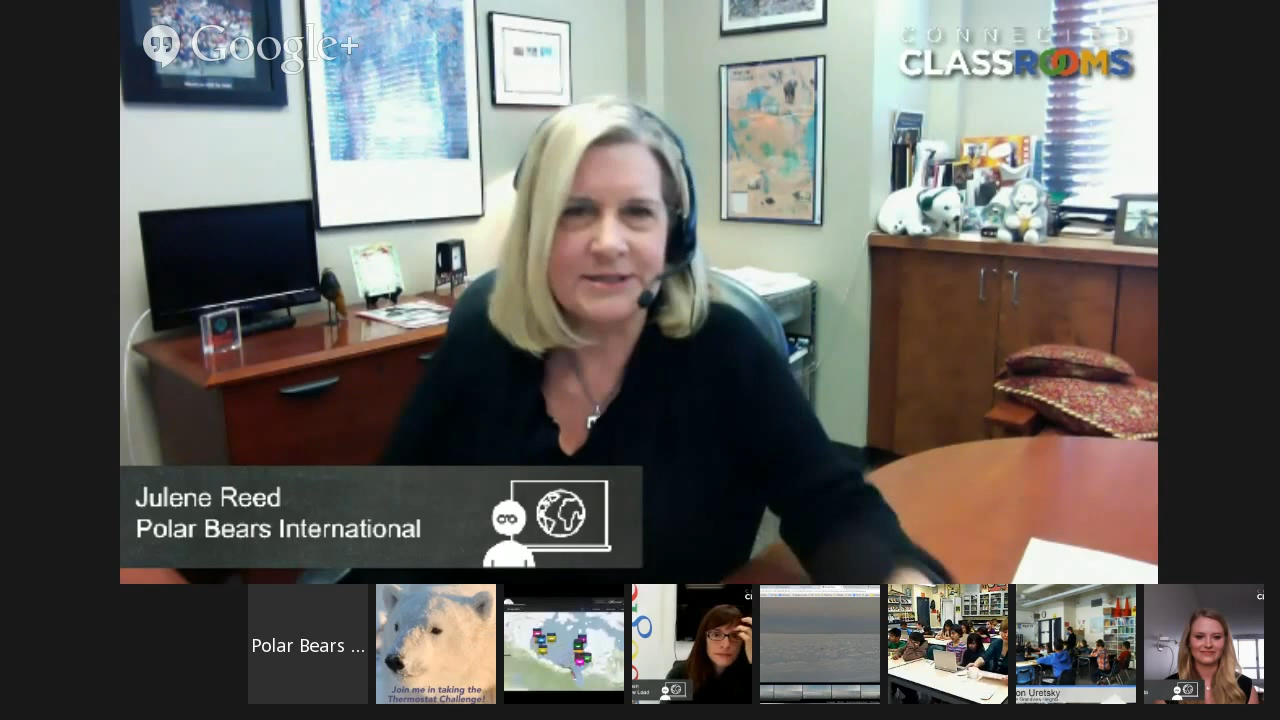 Google+
CONNECTED
CLASSROOMS
Julene Reed
Polar Bears International
Polar Bears ...
Join me in taking the
Thermostat Challenge!
on Uretsky